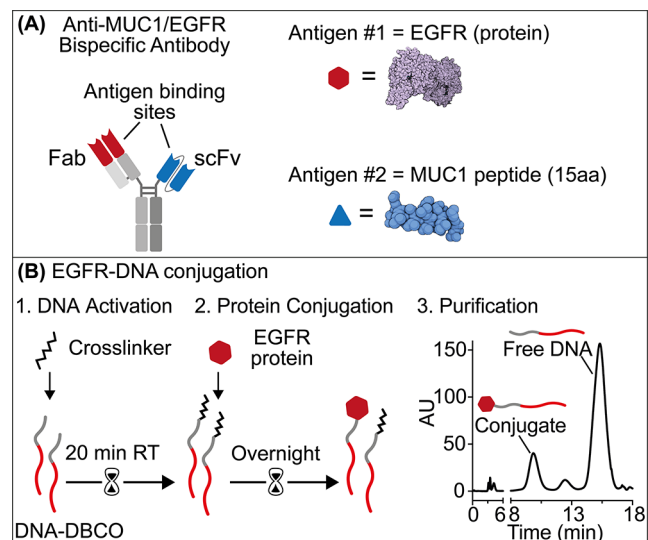 (A) Anti-MUC1/EGFR
Bispecific Antibody
Antigen binding
sites
Fab
scFv
Antigen #1 = EGFR (protein)
=
Antigen #2 = MUC1 peptide (15aa)
=
(B) EGFR-DNA conjugation
1. DNA Activation
Crosslinker
20 min RT
DNA-DBCO
2. Protein Conjugation
EGFR
protein
Overnight
3. Purification
Free DNA
Conjugate
AU
150
100
50
0
0 6 8 13 18
Time (min)